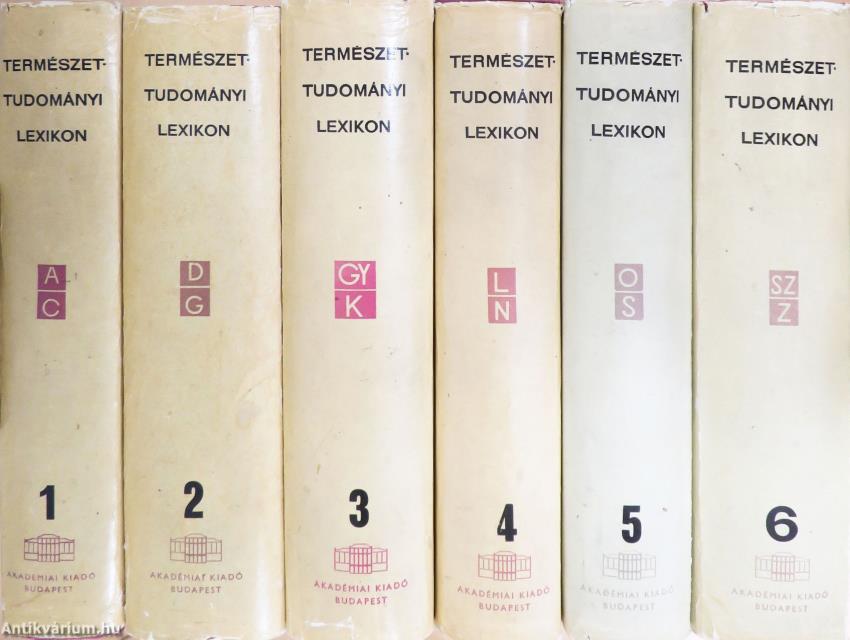 TERMÉSZET-
TUDOMÁNYI
LEXIKON
A
C
1
AKADÉMIAI KIADÓ
BUDAPEST
TERMÉSZET-
TUDOMÁNYI
LEXIKON
D
G
2
AKADÉMIAI KIADÓ
BUDAPEST
TERMÉSZET-
TUDOMÁNYI
LEXIKON
GY
K
3
AKADÉMIAI KIADÓ
BUDAPEST
TERMÉSZET-
TUDOMÁNYI
LEXIKON
L
N
4
AKADÉMIAI KIADÓ
BUDAPEST
TERMÉSZET-
TUDOMÁNYI
LEXIKON
O
S
5
AKADÉMIAI KIADÓ
BUDAPEST
TERMÉSZET-
TUDOMÁNYI
LEXIKON
SZ
Z
6
AKADÉMIAI KIADÓ
BUDAPEST
Antikvárium.hu